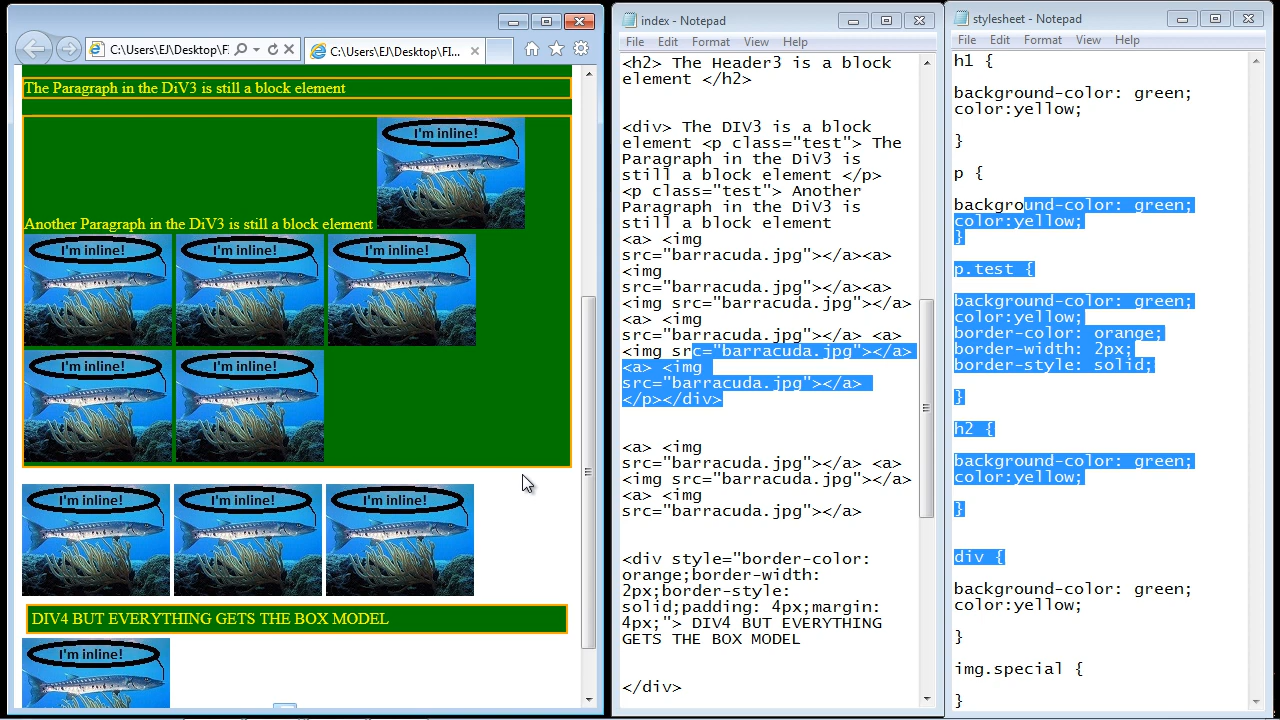 C:\Users\EJ\Desktop\F
C:\Users\EJ\Desktop\FI...
The Paragraph in the DiV3 is still a block element
I'm inline!
Another Paragraph in the DiV3 is still a block element
I'm inline! I'm inline! I'm inline!
I'm inline! I'm inline!
I'm inline! I'm inline! I'm inline!
DIV4 BUT EVERYTHING GETS THE BOX MODEL
I'm inline!
index - Notepad
File Edit Format View Help
<h2> The Header3 is a block
element </h2>
<div> The DIV3 is a block
element <p class="test"> The
Paragraph in the DiV3 is
still a block element </p>
<p class="test"> Another
Paragraph in the DiV3 is
still a block element
<a> <img
src="barracuda.jpg"></a><a>
<img
src="barracuda.jpg"></a><a>
<img src="barracuda.jpg"></a>
<a> <img
src="barracuda.jpg"></a> <a>
<img src="barracuda.jpg"></a>
<a> <img
src="barracuda.jpg"></a>
</p></div>
<a> <img
src="barracuda.jpg"></a> <a>
<img src="barracuda.jpg"></a>
<a> <img
src="barracuda.jpg"></a>
<div style="border-color:
orange;border-width:
2px;border-style:
solid;padding: 4px;margin:
4px;"> DIV4 BUT EVERYTHING
GETS THE BOX MODEL
</div>
stylesheet - Notepad
File Edit Format View Help
h1 {
background-color: green;
color:yellow;
}
p {
background-color: green;
color:yellow;
}
p.test {
background-color: green;
color:yellow;
border-color: orange;
border-width: 2px;
border-style: solid;
}
h2 {
background-color: green;
color:yellow;
}
div {
background-color: green;
color:yellow;
}
img.special {
}